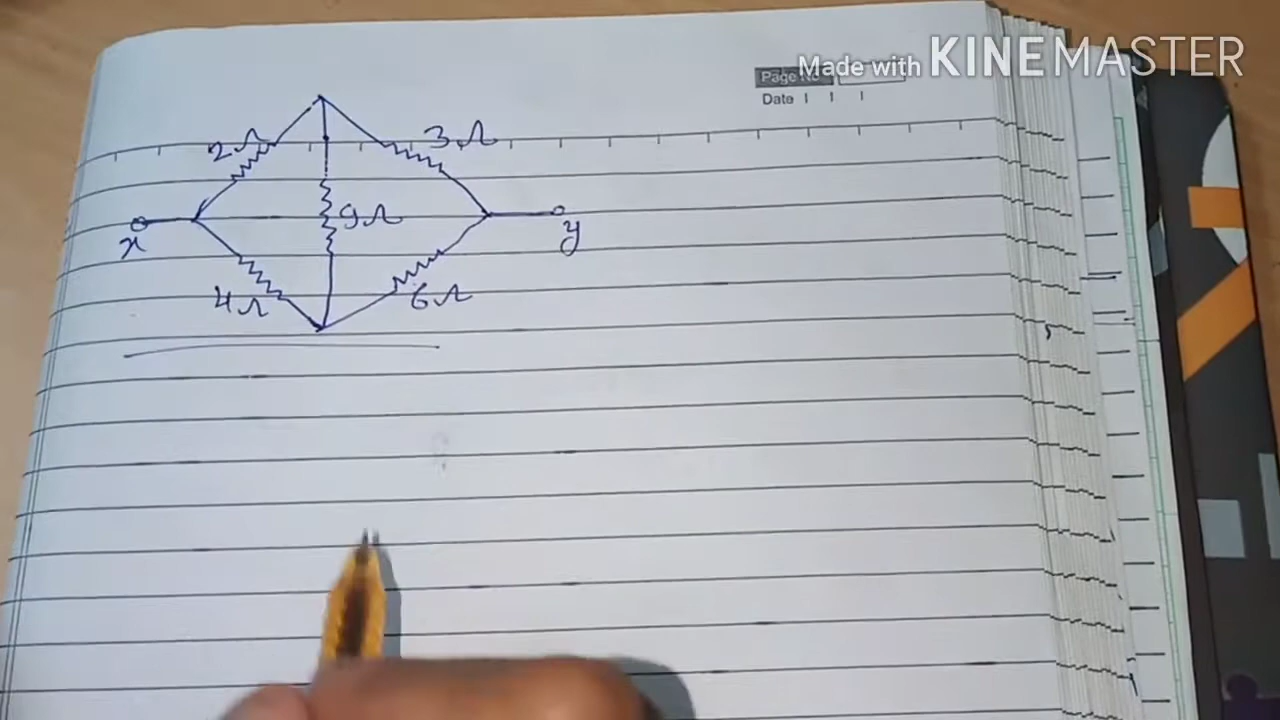 Made with KINEMASTER
Page No
Date
2Ω
3Ω
9Ω
x
y
4Ω
6Ω